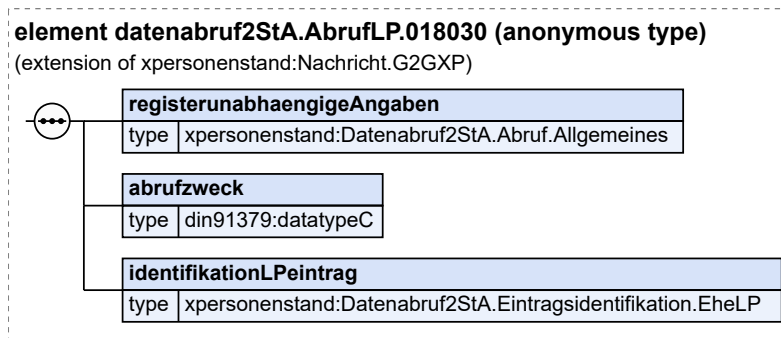 element datenabruf2StA.AbrufLP.018030 (anonymous type)
(extension of xpersonenstand:Nachricht.G2GXP)
registerunabhaengigeAngaben
type xpersonenstand:Datenabruf2StA.Abruf.Allgemeines
abrufzweck
type din91379:datatypeC
identifikationLPeintrag
type xpersonenstand:Datenabruf2StA.Eintragsidentifikation.EheLP